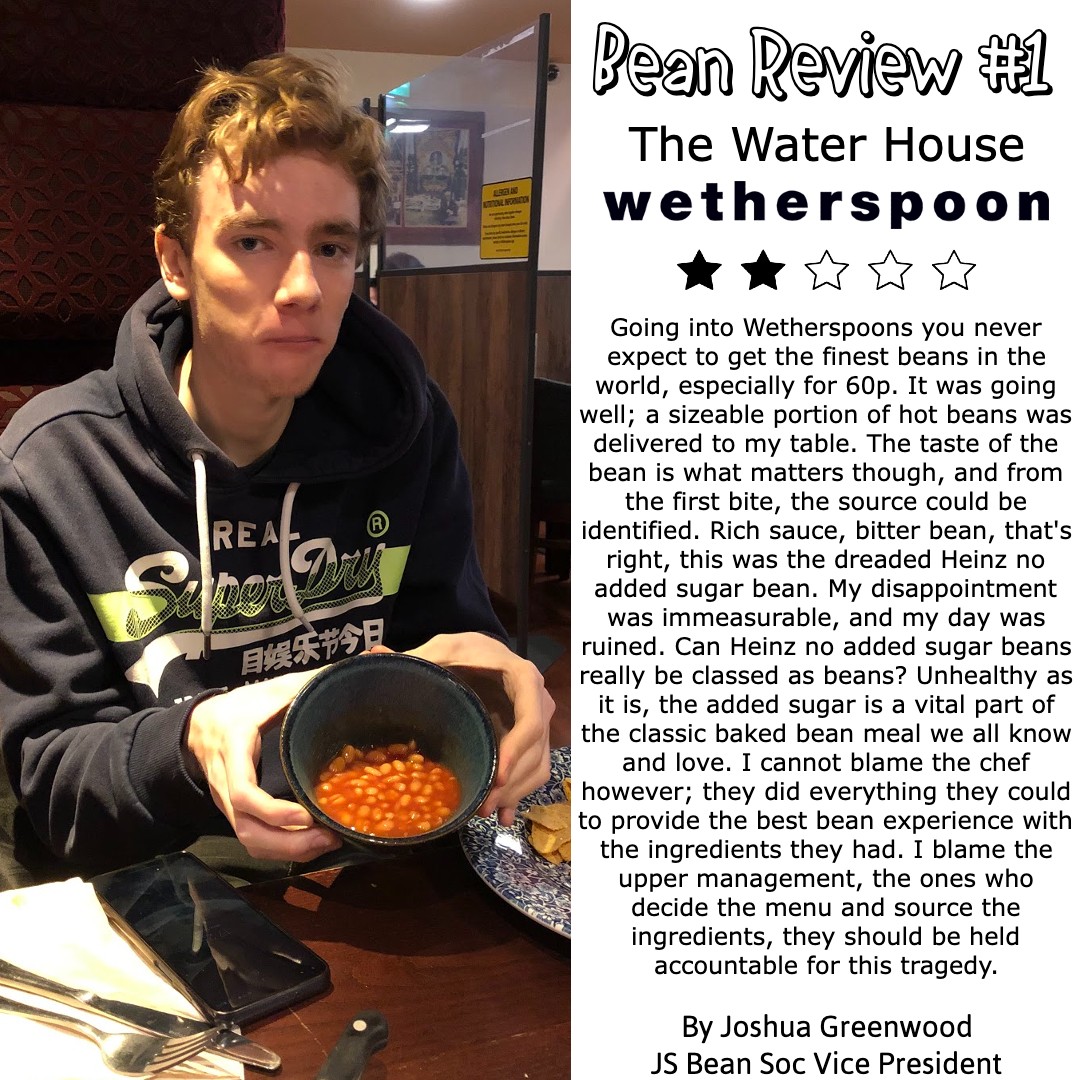 Bean Review #1
The Water House
wetherspoon
Going into Wetherspoons you never
expect to get the finest beans in the
world, especially for 60p. It was going
well; a sizeable portion of hot beans was
delivered to my table. The taste of the
bean is what matters though, and from
the first bite, the source could be
identified. Rich sauce, bitter bean, that's
right, this was the dreaded Heinz no
added sugar bean. My disappointment
was immeasurable, and my day was
ruined. Can Heinz no added sugar beans
really be classed as beans? Unhealthy as
it is, the added sugar is a vital part of
the classic baked bean meal we all know
and love. I cannot blame the chef
however; they did everything they could
to provide the best bean experience with
the ingredients they had. I blame the
upper management, the ones who
decide the menu and source the
ingredients, they should be held
accountable for this tragedy.
By Joshua Greenwood
JS Bean Soc Vice President
ALLERGEN AND
NUTRITIONAL INFORMATION
REAL
SuperDry
®
目娱乐节今日